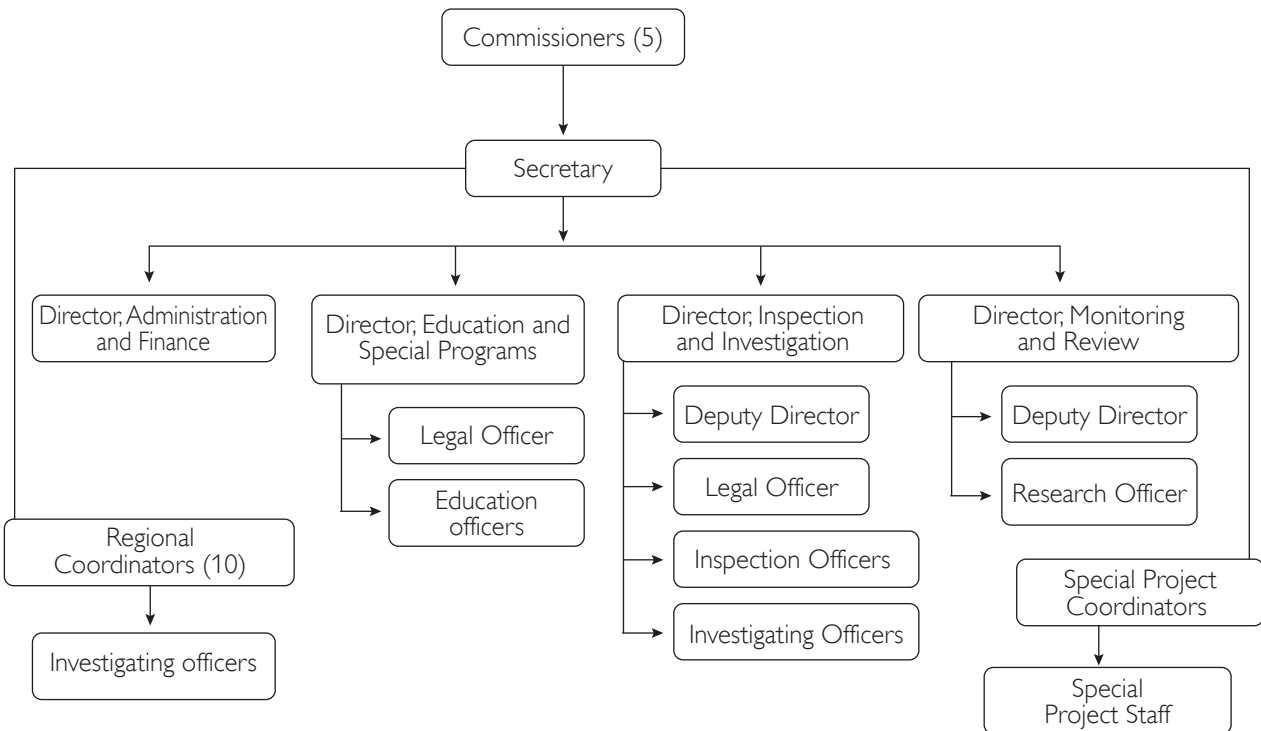 Commissioners (5)
Secretary
Director, Administration
and Finance
Director, Education and
Special Programs
Legal Officer
Education
officers
Director, Inspection
and Investigation
Deputy Director
Legal Officer
Inspection Officers
Investigating Officers
Director, Monitoring
and Review
Deputy Director
Research Officer
Regional
Coordinators (10)
Investigating officers
Special Project
Coordinators
Special
Project Staff